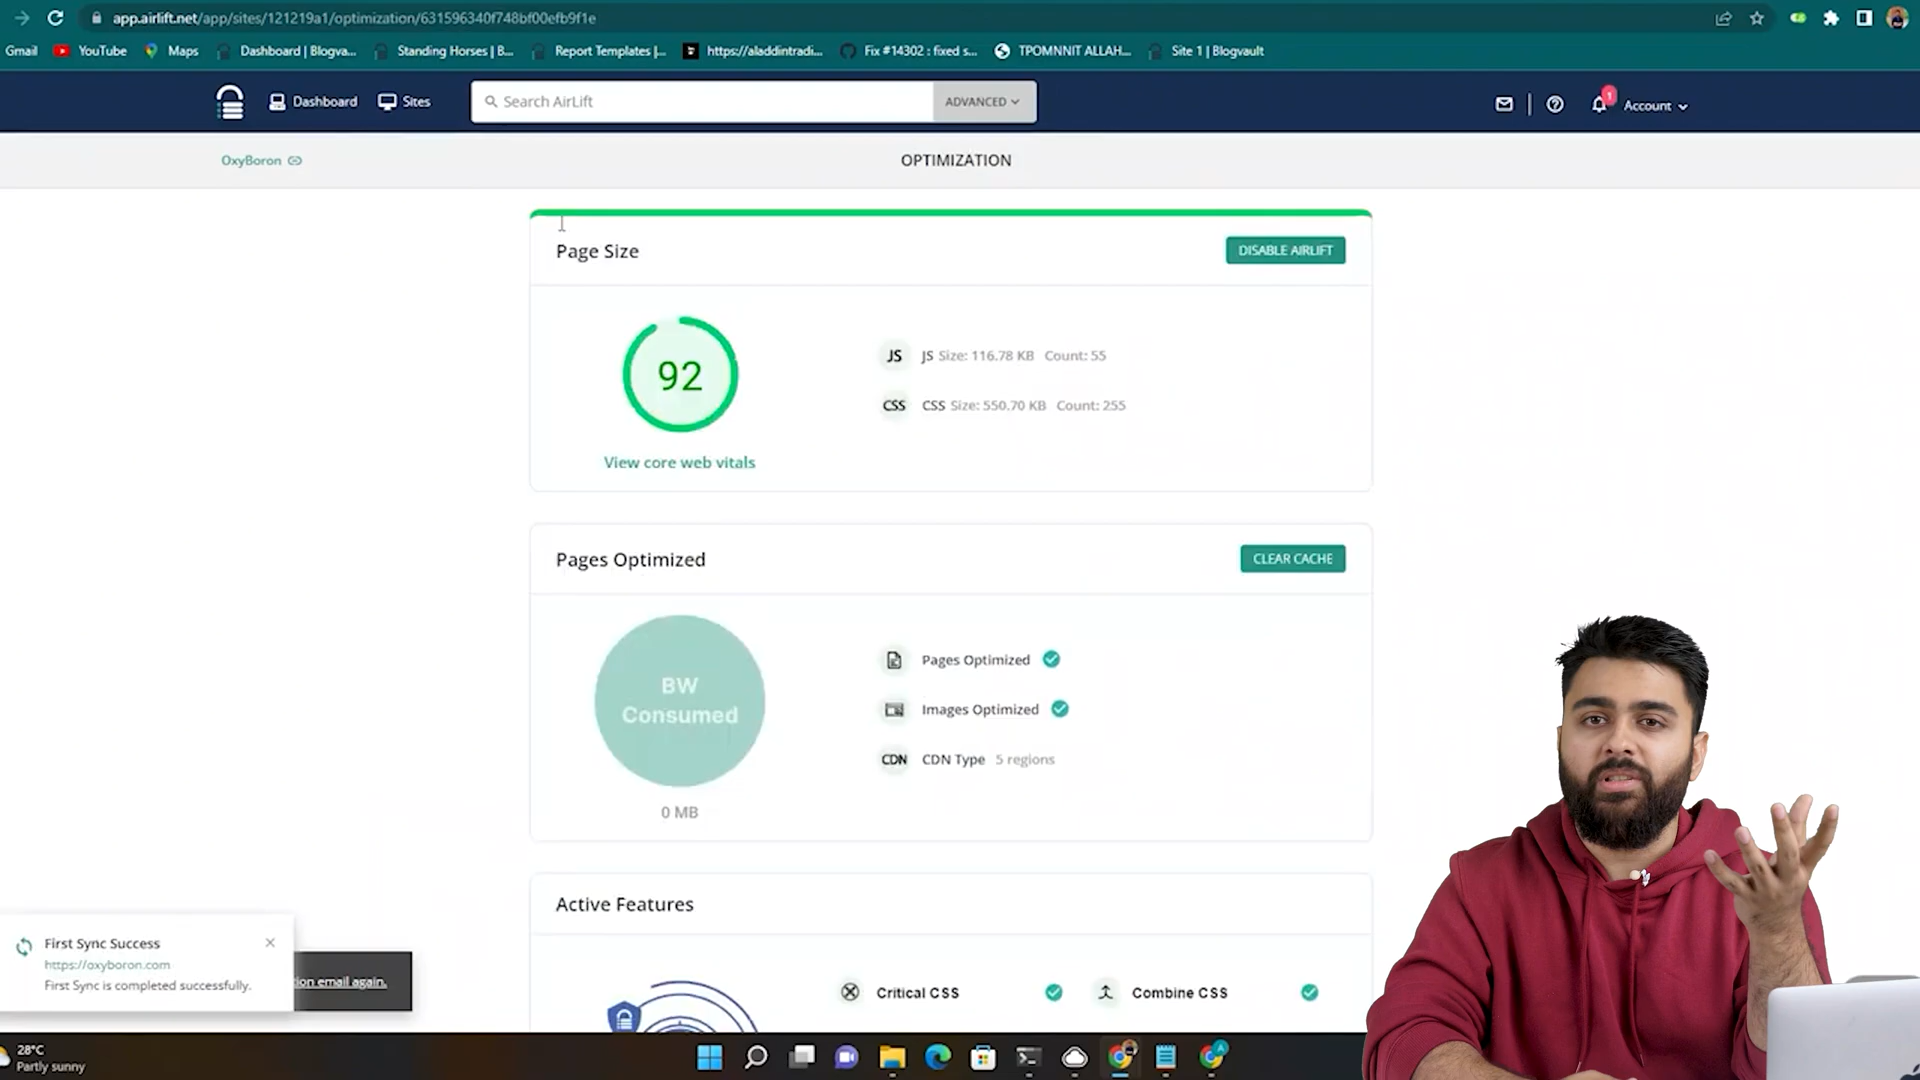 app.airlift.net/app/sites/121219a1/optimization/631596340f748bf00efb9f1e
Gmail YouTube Maps Dashboard | Blogva... Standing Horses | B... Report Templates |... https://aladdintradi... Fix #14302 : fixed s... TPOMNNIT ALLAH... Site 1 | Blogvault
Dashboard Sites Search AirLift ADVANCED 1 Account
OxyBoron OPTIMIZATION
Page Size DISABLE AIRLIFT
92
JS JS Size: 116.78 KB Count: 55
CSS CSS Size: 550.70 KB Count: 255
View core web vitals
Pages Optimized CLEAR CACHE
BW
Consumed
0 MB
Pages Optimized
Images Optimized
CDN CDN Type 5 regions
Active Features
Critical CSS Combine CSS
First Sync Success
https://oxyboron.com
First Sync is completed successfully.
ion email again.
28°C
Partly sunny